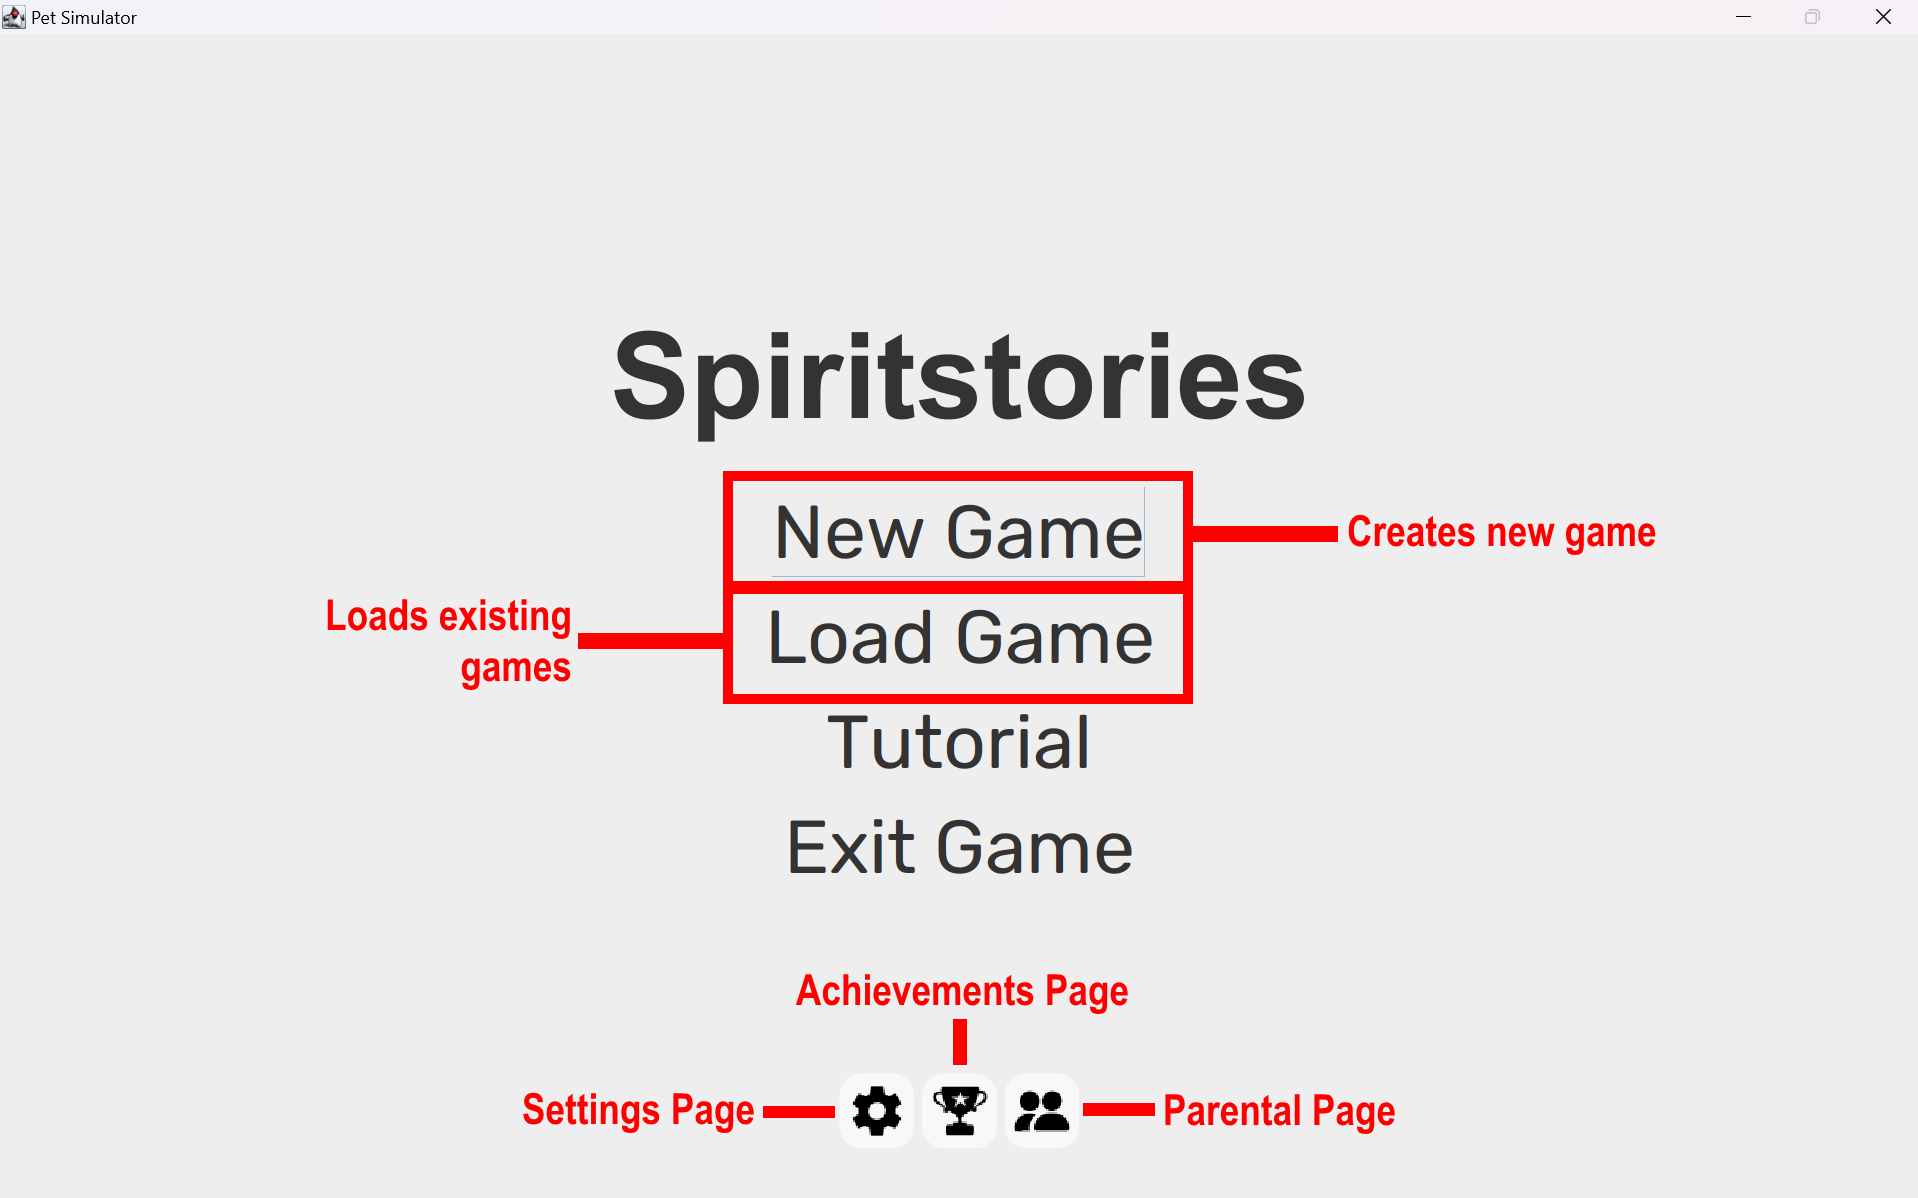 Pet Simulator
Spiritstories
New Game
Creates new game
Loads existing
games
Load Game
Tutorial
Exit Game
Achievements Page
Settings Page
Parental Page